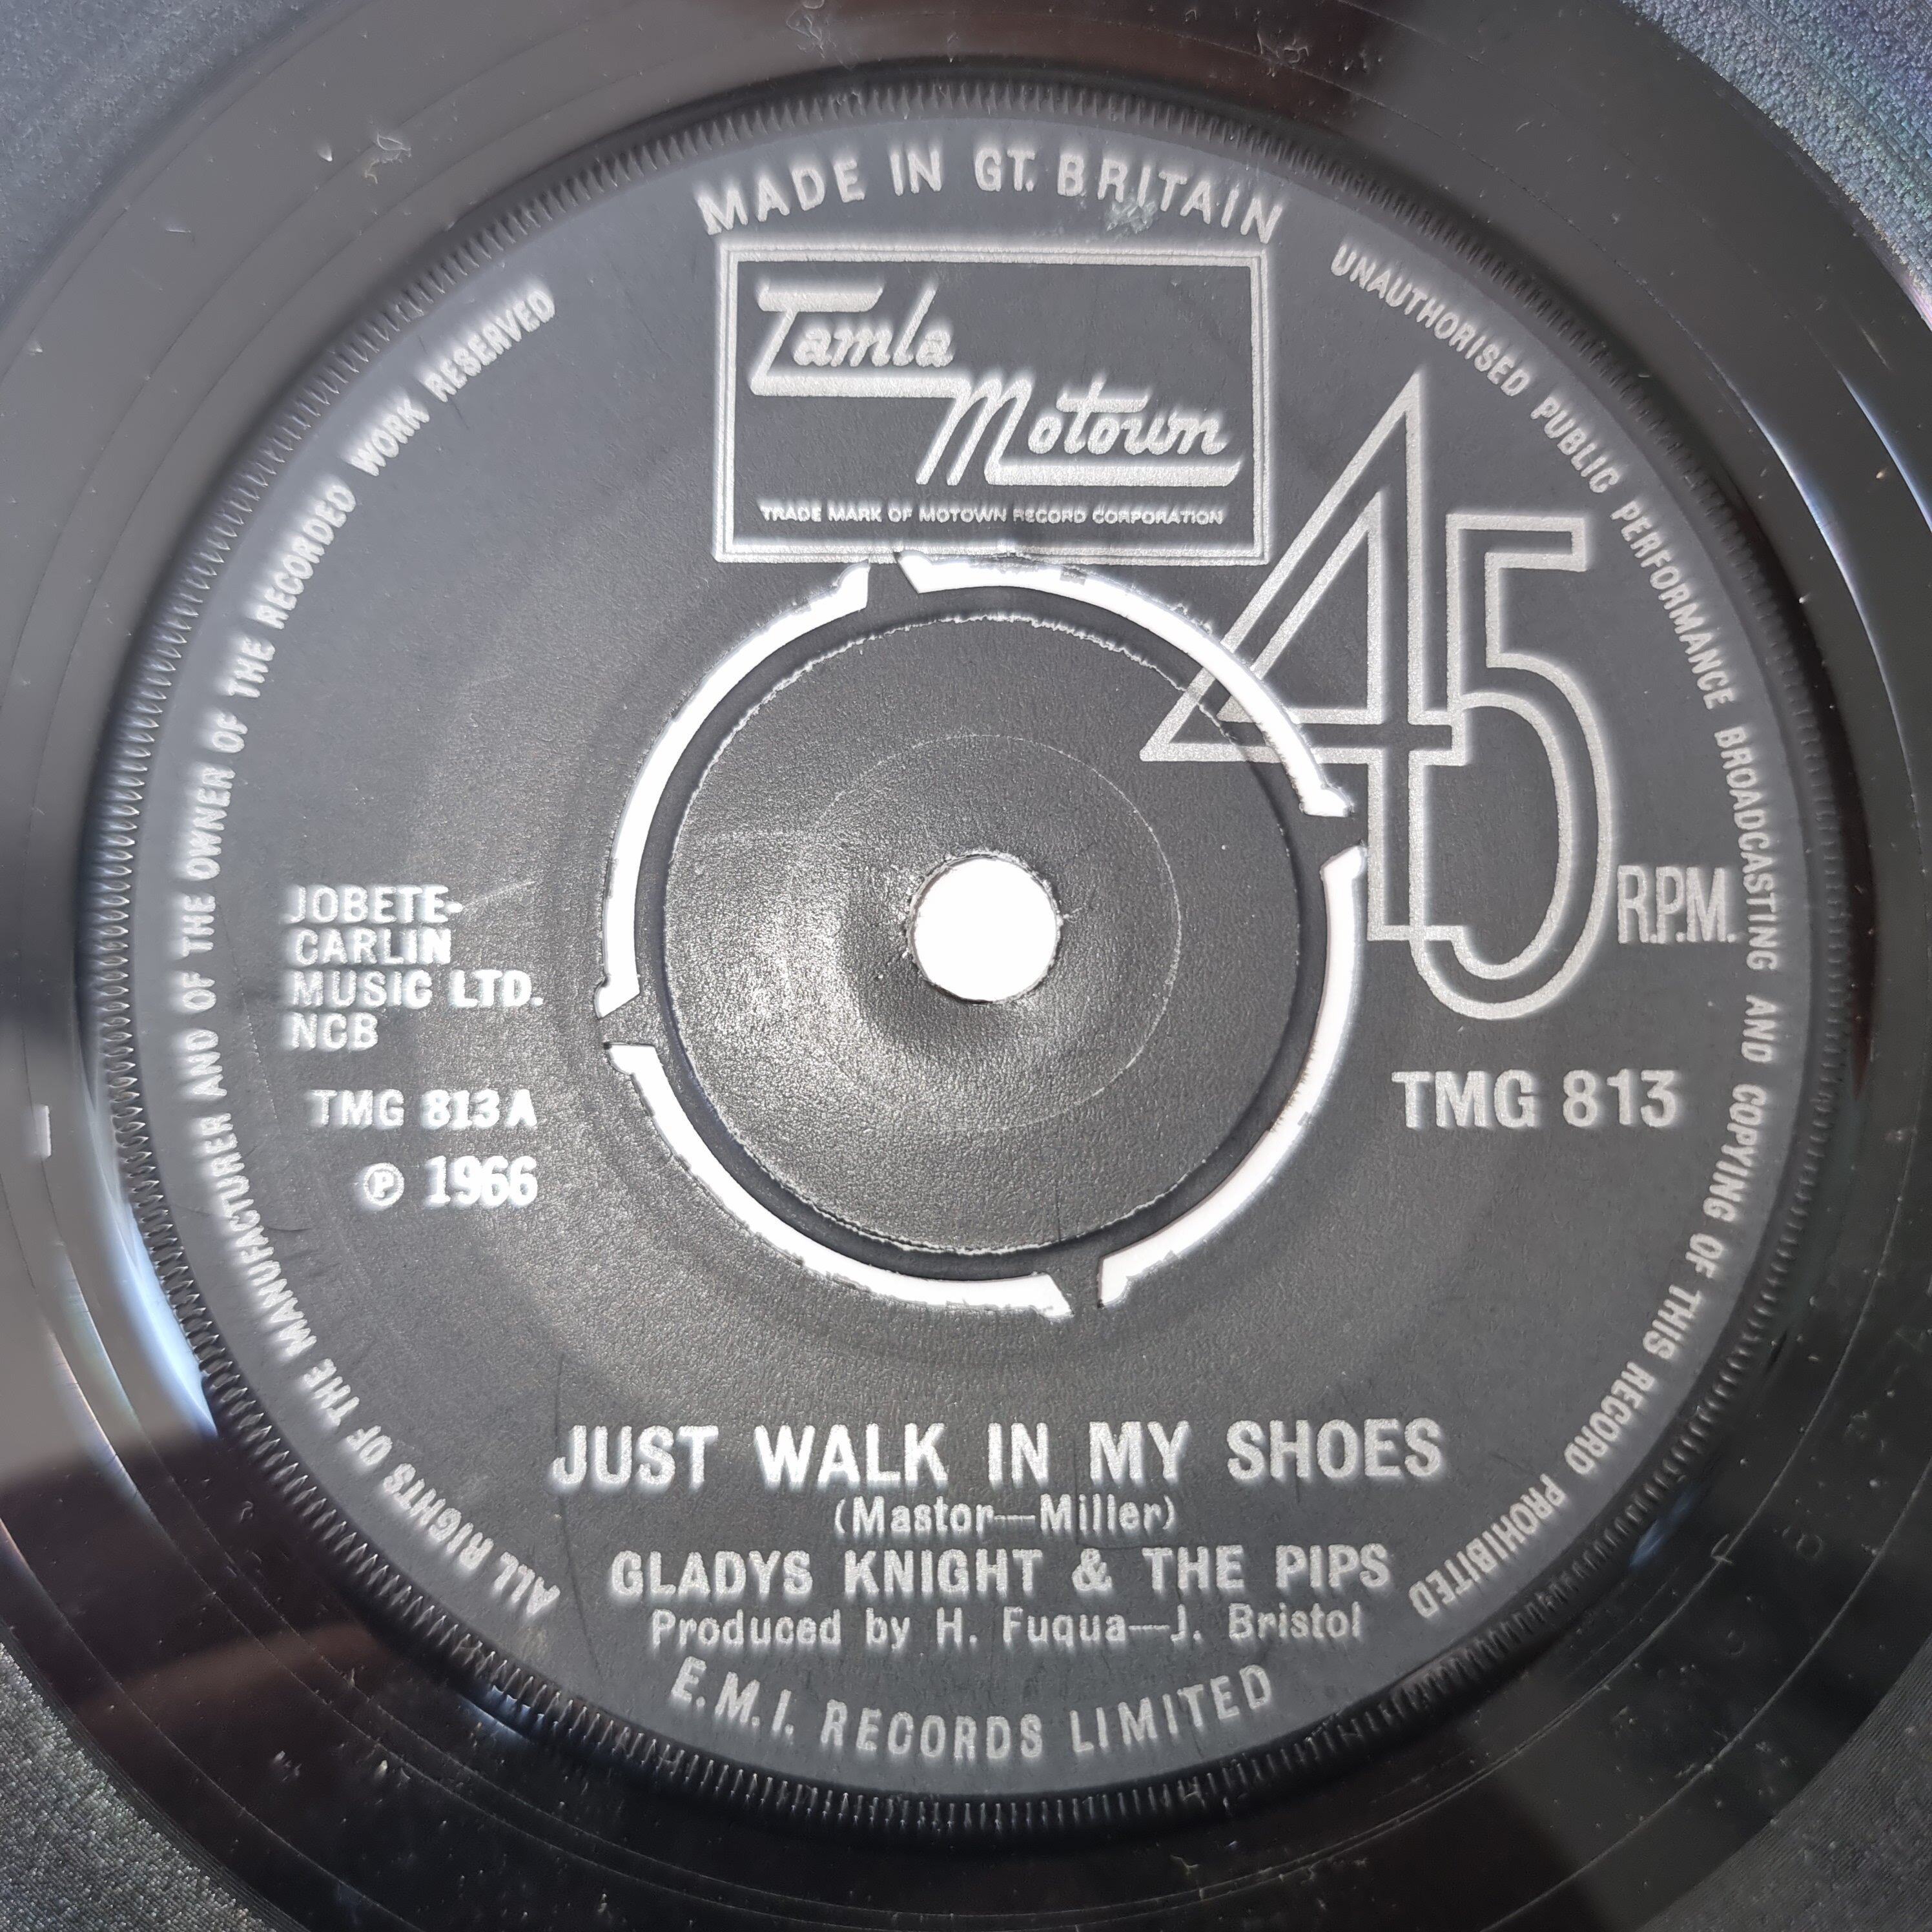 MADE IN GT. BRITAIN
Tamla
Motown
TRADE MARK OF MOTOWN RECORD CORPORATION
45
R.P.M.
JOBETE-
CARLIN
MUSIC LTD.
NCB
TMG 813A
℗ 1966
TMG 813
JUST WALK IN MY SHOES
(Mastor—Miller)
GLADYS KNIGHT & THE PIPS
Produced by H. Fuqua—J. Bristol
E.M.I. RECORDS LIMITED
ALL RIGHTS OF THE MANUFACTURER AND OF THE OWNER OF THE RECORDED WORK RESERVED
UNAUTHORISED PUBLIC PERFORMANCE BROADCASTING AND COPYING OF THIS RECORD PROHIBITED